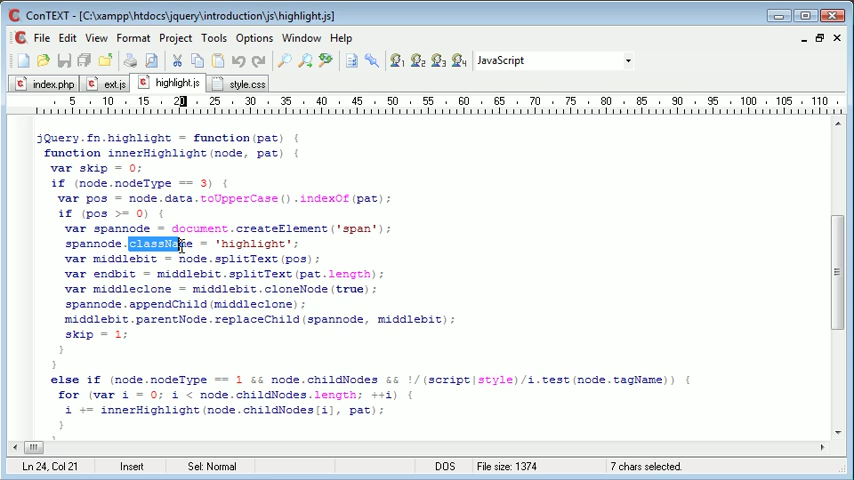 ConTEXT - [C:\xampp\htdocs\jquery\introduction\js\highlight.js]
File Edit View Format Project Tools Options Window Help
JavaScript
index.php ext.js highlight.js style.css
5 10 15 20 25 30 35 40 45 50 55 60 65 70 75 80 85 90 95 100 105 110
jQuery.fn.highlight = function(pat) {
function innerHighlight(node, pat) {
var skip = 0;
if (node.nodeType == 3) {
var pos = node.data.toUpperCase().indexOf(pat);
if (pos >= 0) {
var spannode = document.createElement('span');
spannode.className = 'highlight';
var middlebit = node.splitText(pos);
var endbit = middlebit.splitText(pat.length);
var middleclone = middlebit.cloneNode(true);
spannode.appendChild(middleclone);
middlebit.parentNode.replaceChild(spannode, middlebit);
skip = 1;
}
}
else if (node.nodeType == 1 && node.childNodes && !/(script|style)/i.test(node.tagName)) {
for (var i = 0; i < node.childNodes.length; ++i) {
i += innerHighlight(node.childNodes[i], pat);
}
Ln 24, Col 21 Insert Sel: Normal DOS File size: 1374 7 chars selected.